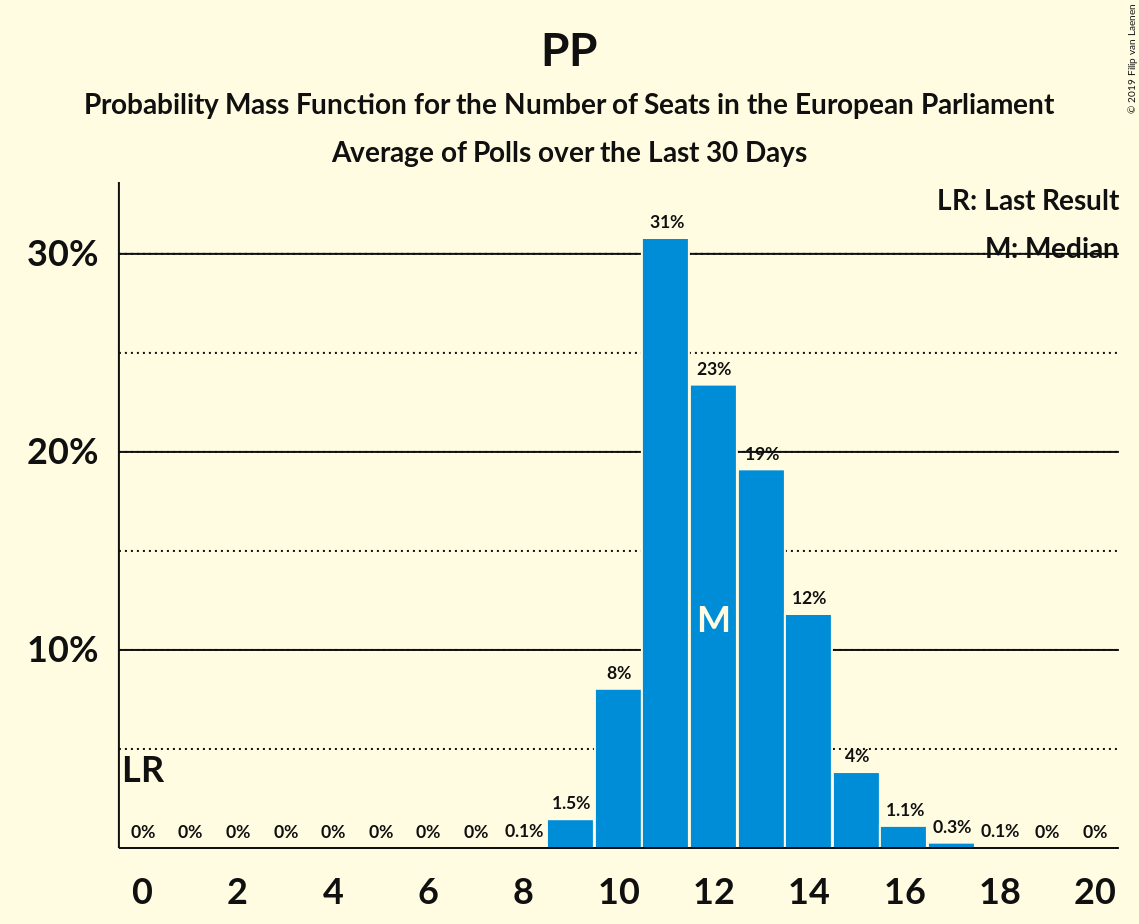 PP
Probability Mass Function for the Number of Seats in the European Parliament
Average of Polls over the Last 30 Days
© 2019 Filip van Laenen
LR: Last Result
M: Median
30%
20%
10%
31%
23%
19%
12%
8%
4%
M
LR
0% 0% 0% 0% 0% 0% 0% 0% 0.1% 1.5% 1.1% 0.3% 0.1% 0% 0%
0 2 4 6 8 10 12 14 16 18 20